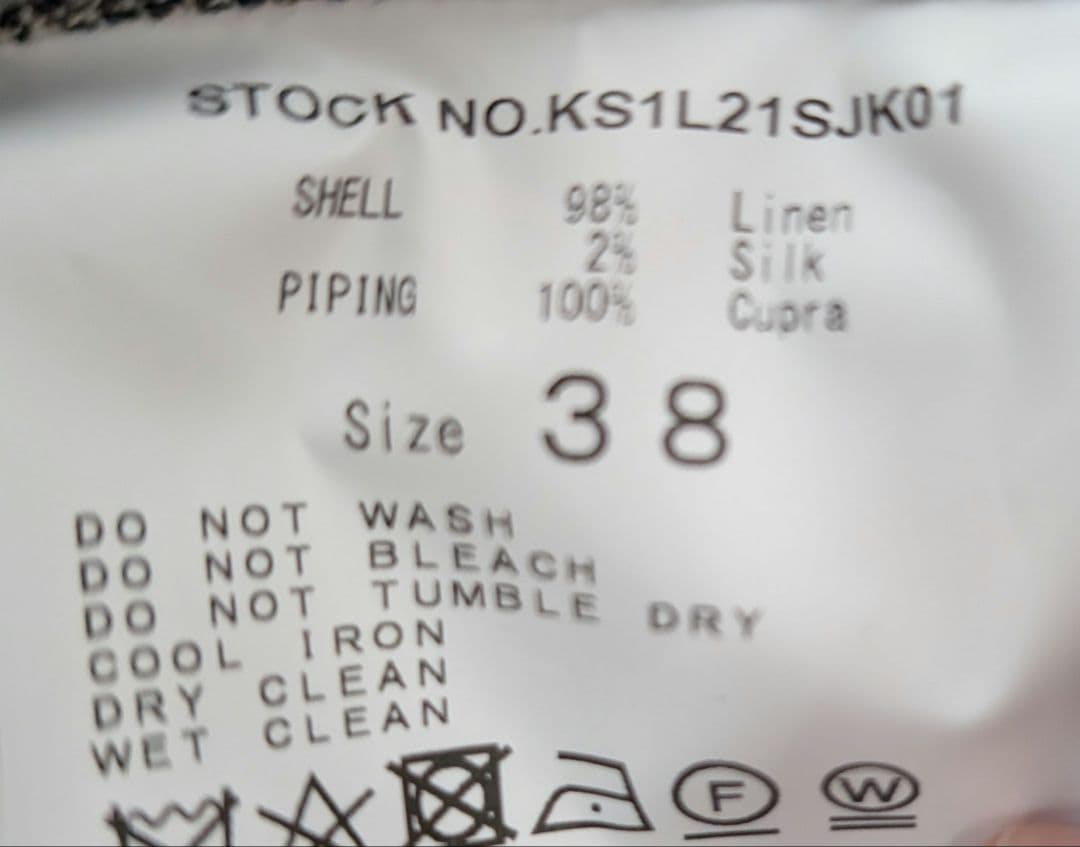 STOCK NO.KS1L21SJK01
SHELL 98% Linen
2% Silk
PIPING 100% Cupra
Size 38
DO NOT WASH
DO NOT BLEACH
DO NOT TUMBLE DRY
COOL IRON
DRY CLEAN
WET CLEAN
F W